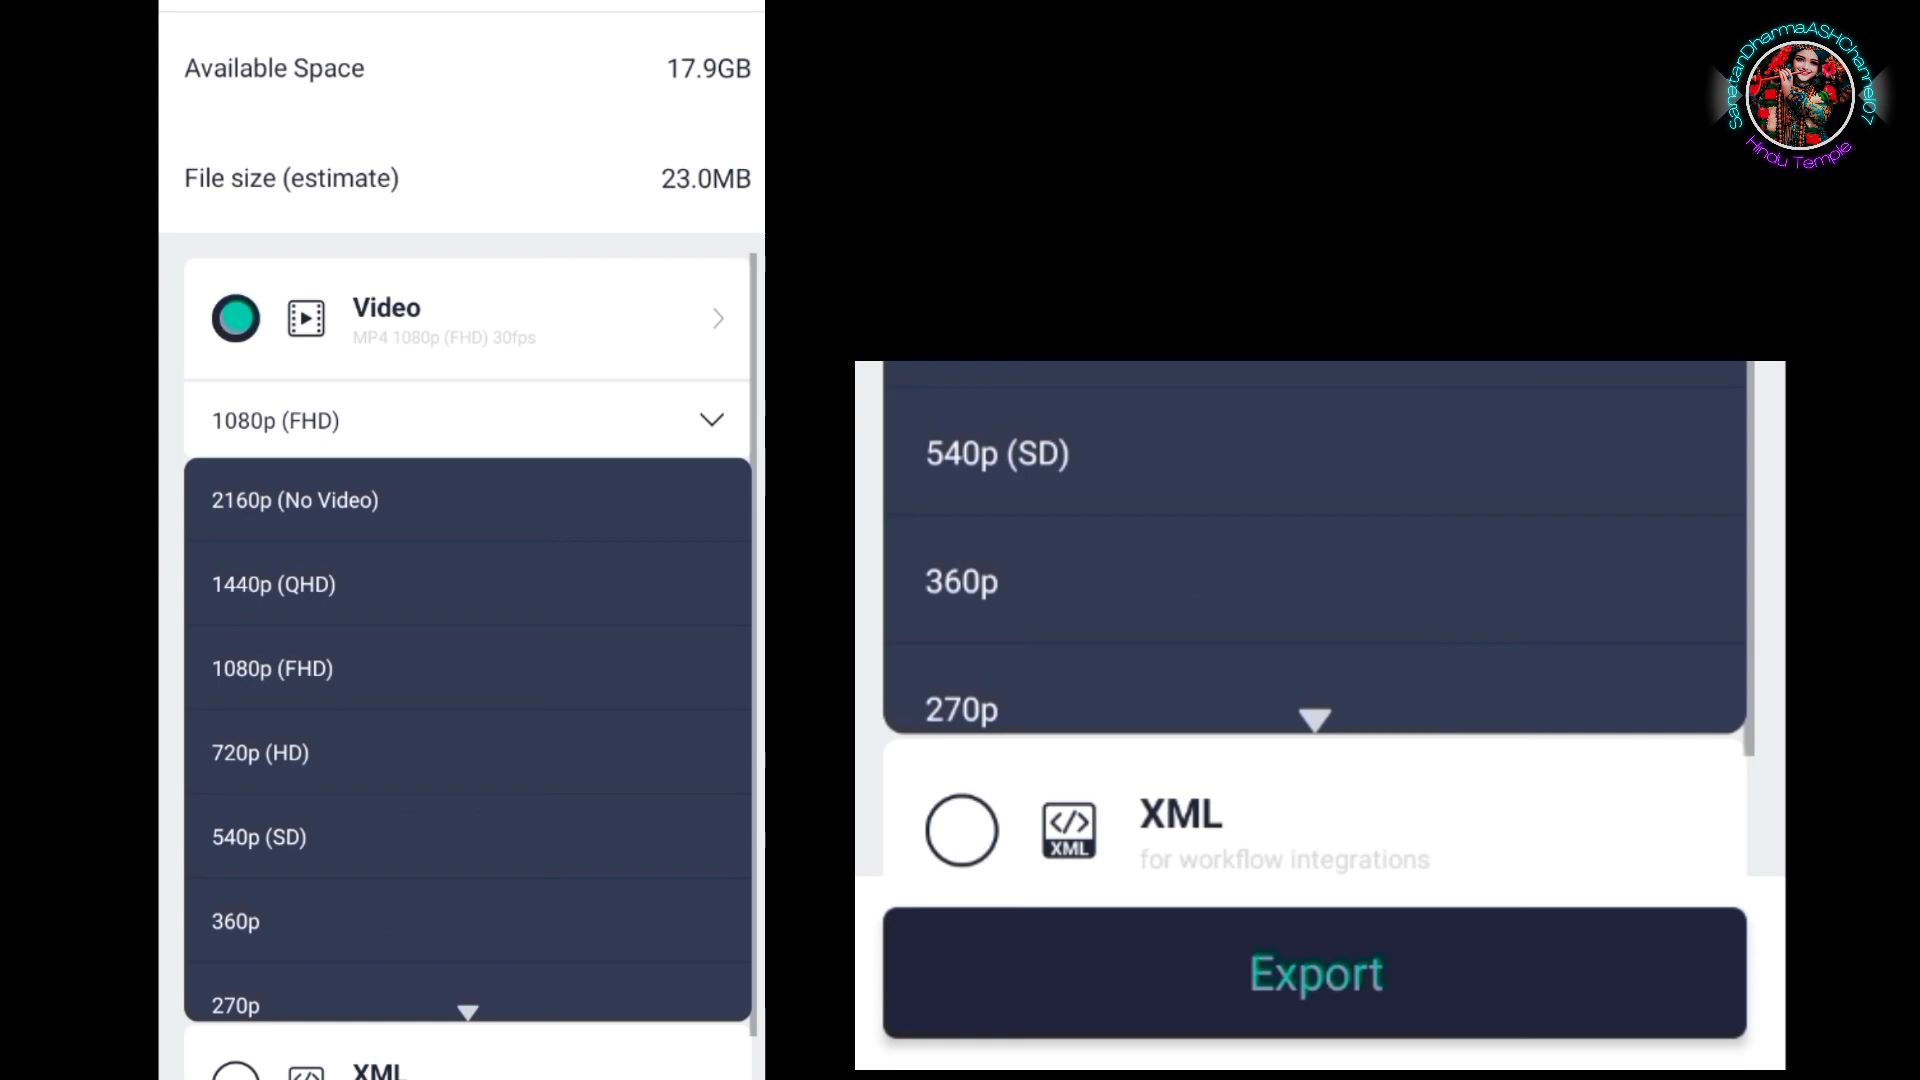 Available Space 17.9GB
File size (estimate) 23.0MB
Video
MP4 1080p (FHD) 30fps
1080p (FHD)
2160p (No Video)
1440p (QHD)
1080p (FHD)
720p (HD)
540p (SD)
360p
270p
XML
540p (SD)
360p
270p
XML
XML
for workflow integrations
Export
SanatanDharmaASHChannel07
Hindu Temple